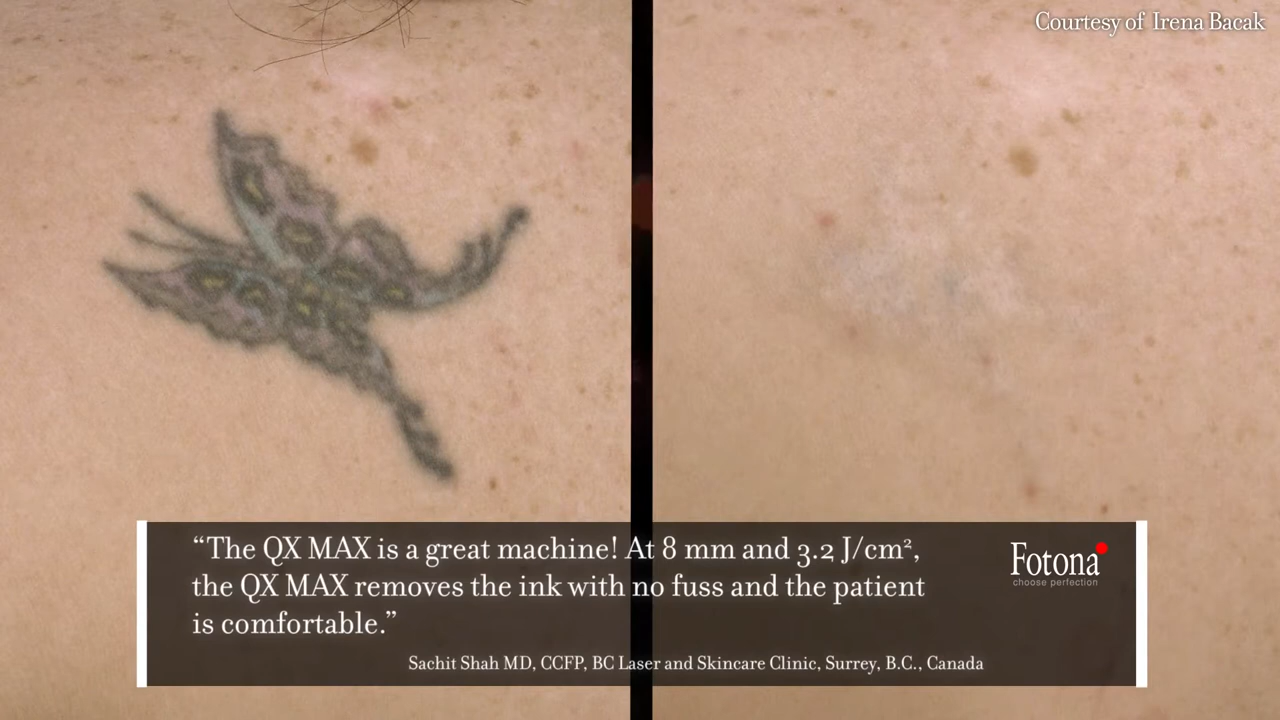 Courtesy of Irena Bacak
“The QX MAX is a great machine! At 8 mm and 3.2 J/cm²,
the QX MAX removes the ink with no fuss and the patient
is comfortable.”
Fotona
choose perfection
Sachit Shah MD, CCFP, BC Laser and Skincare Clinic, Surrey, B.C., Canada